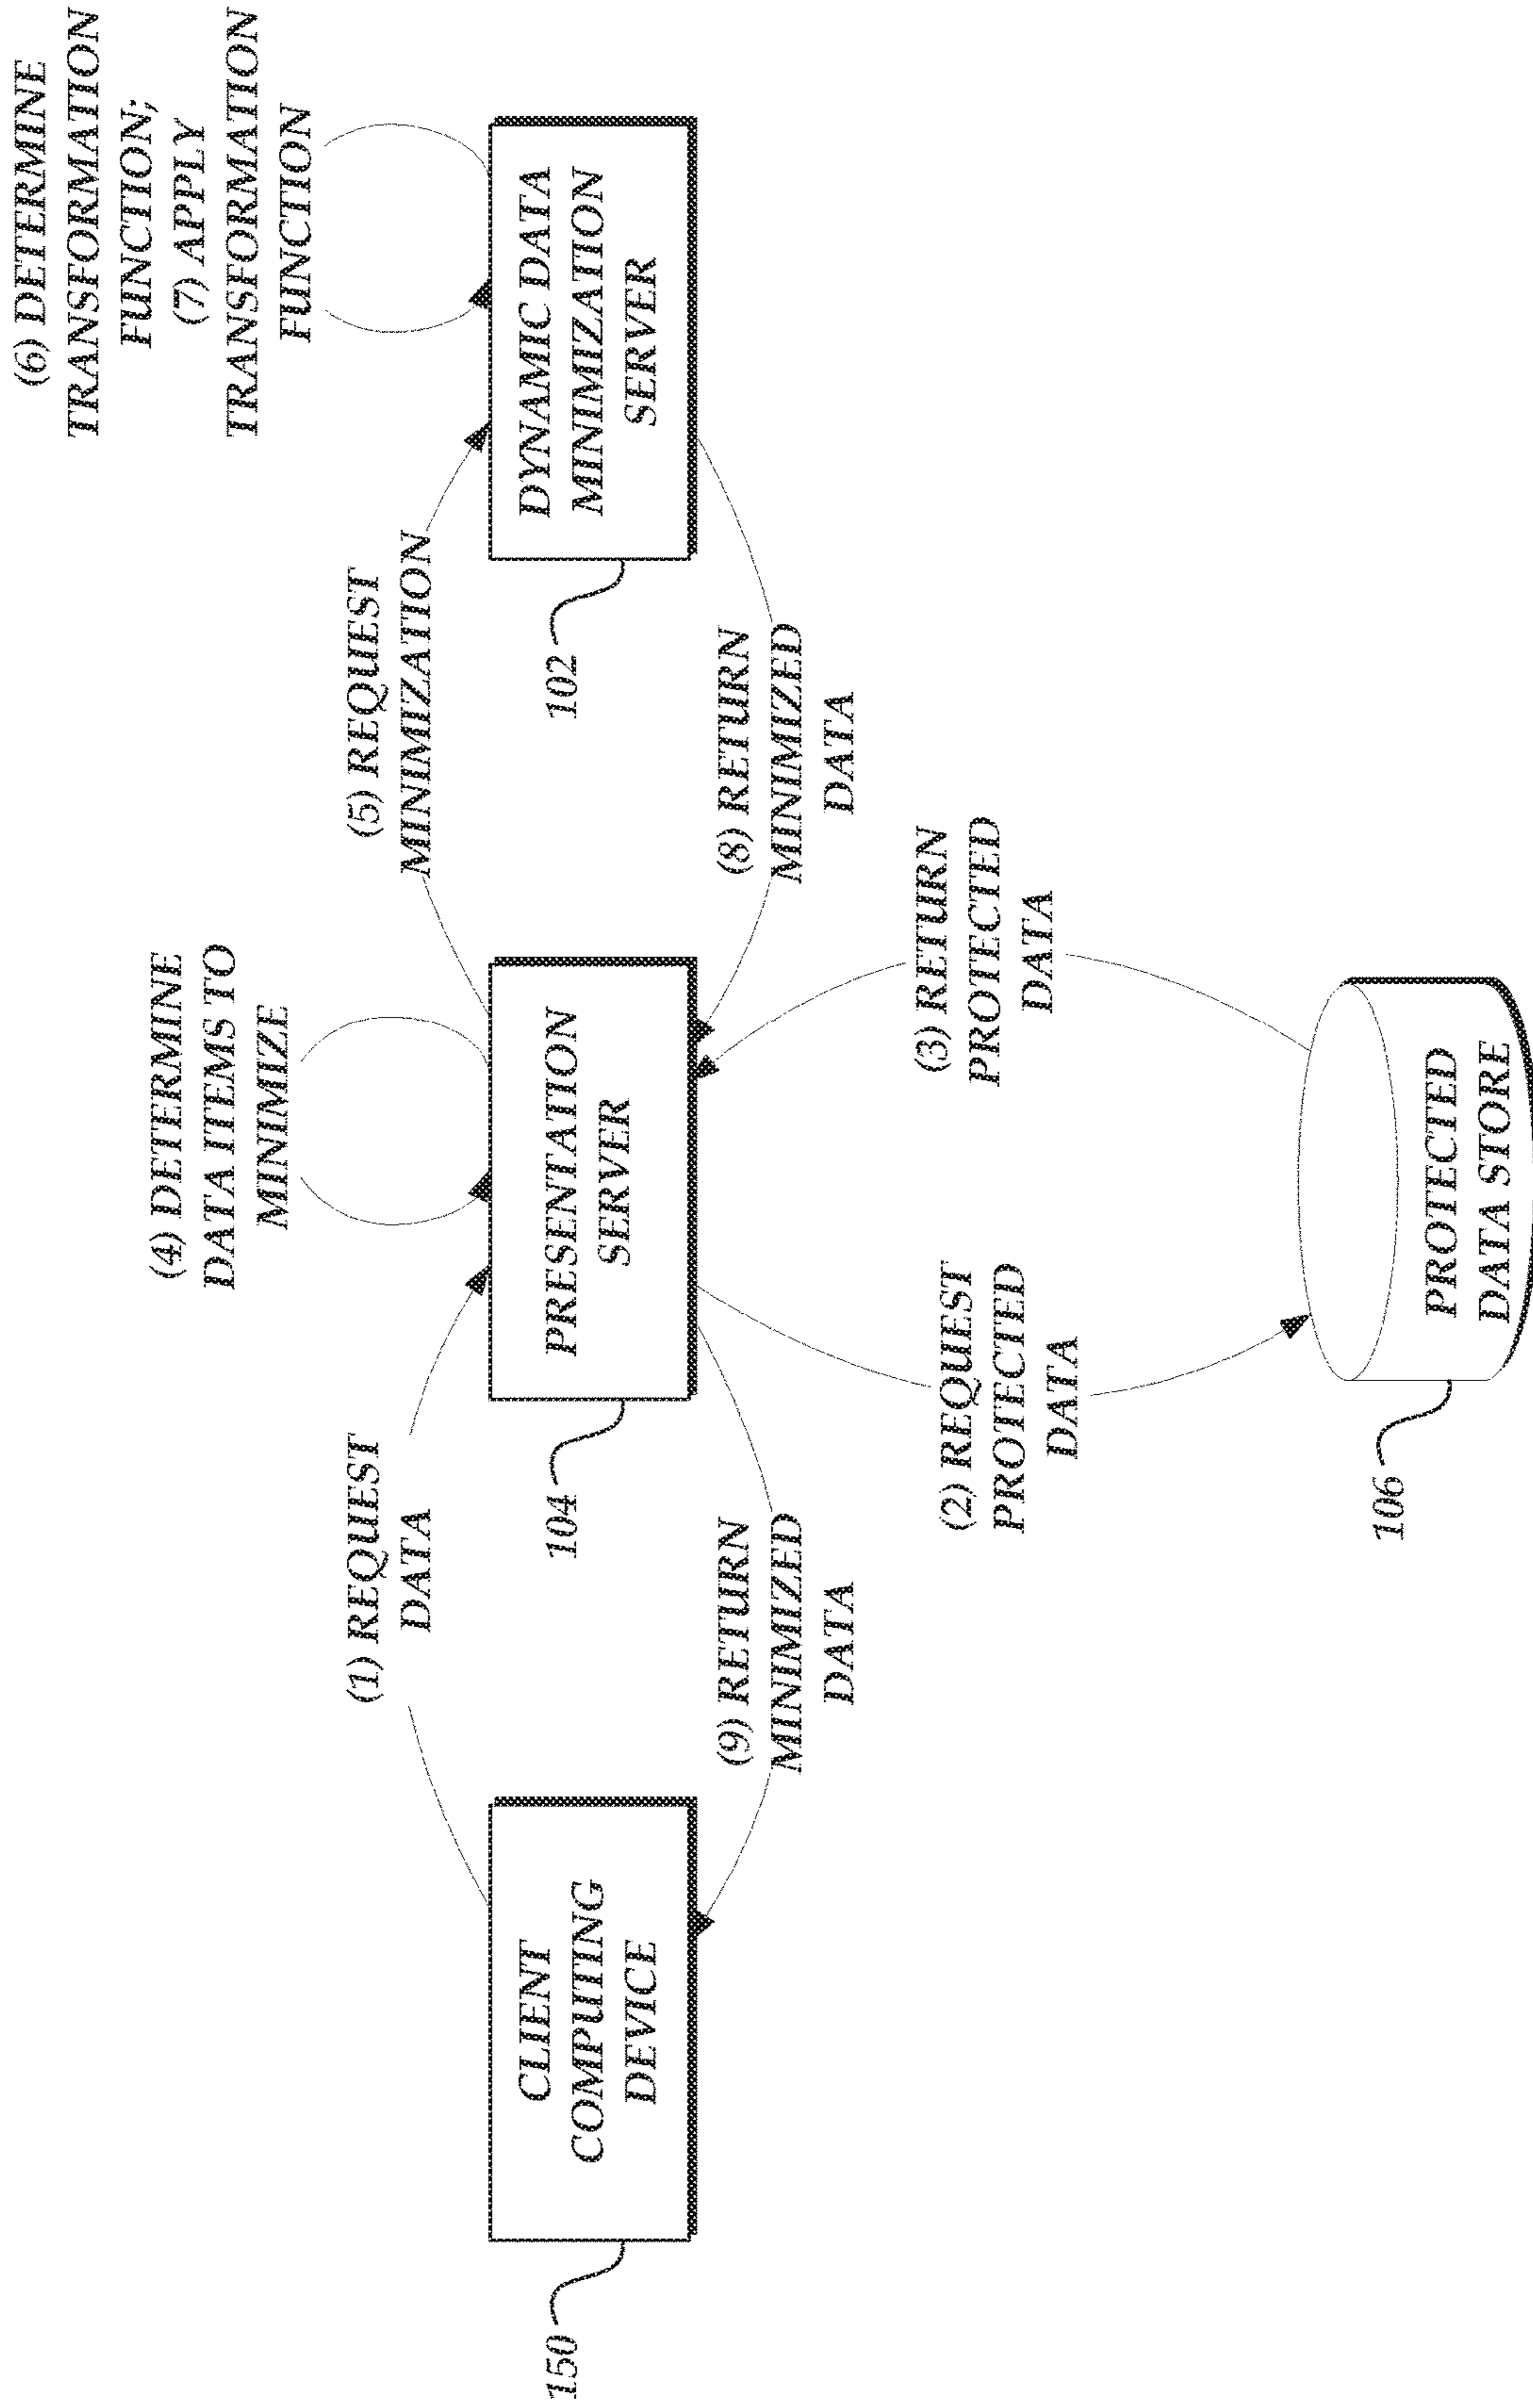 (6) DETERMINE
TRANSFORMATION
FUNCTION;
(7) APPLY
TRANSFORMATION
FUNCTION
(4) DETERMINE
DATA ITEMS TO
MINIMIZE
(1) REQUEST
DATA
(5) REQUEST
MINIMIZATION
CLIENT
COMPUTING
DEVICE
150
PRESENTATION
SERVER
104
DYNAMIC DATA
MINIMIZATION
SERVER
102
(9) RETURN
MINIMIZED
DATA
(8) RETURN
MINIMIZED
DATA
(2) REQUEST
PROTECTED
DATA
(3) RETURN
PROTECTED
DATA
PROTECTED
DATA STORE
106